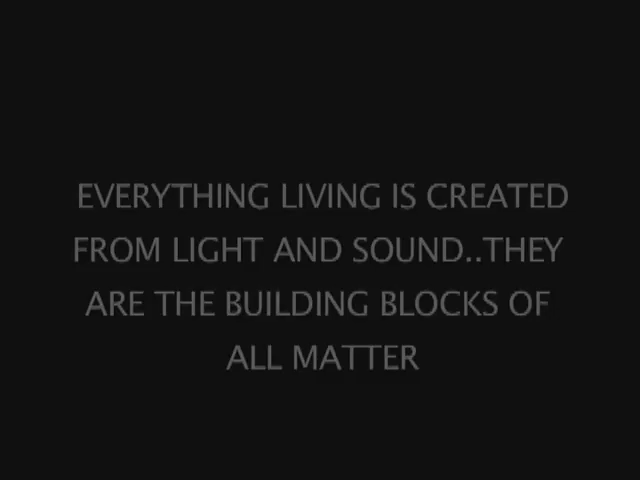 EVERYTHING LIVING IS CREATED
FROM LIGHT AND SOUND..THEY
ARE THE BUILDING BLOCKS OF
ALL MATTER